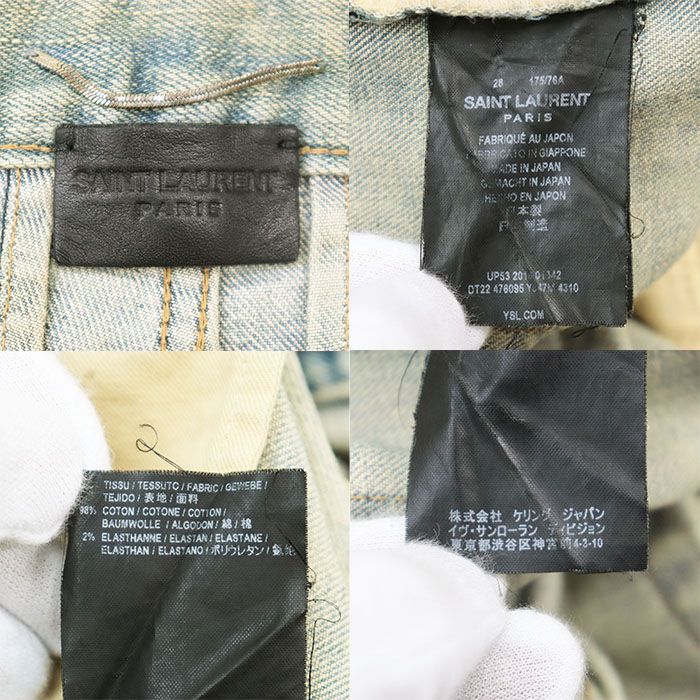 SAINT LAURENT
PARIS
28 175/76A
SAINT LAURENT
PARIS
FABRIQUÉ AU JAPON
FABBRICATO IN GIAPPONE
MADE IN JAPAN
GEMACHT IN JAPAN
HECHO EN JAPON
日本製
日本制造
UP53
DT22 476095 4310
YSL.COM
TISSU / TESSUTO / FABRIC / GEWEBE /
TEJIDO / 表地 / 面料
98% COTON / COTONE / COTTON /
BAUMWOLLE / ALGODON / 綿 / 棉
2% ELASTHANNE / ELASTAN / ELASTANE /
ELASTHAN / ELASTANO / ポリウレタン /
株式会社 ケリング ジャパン
イヴ・サンローラン ディビジョン
東京都渋谷区神宮前4-3-10